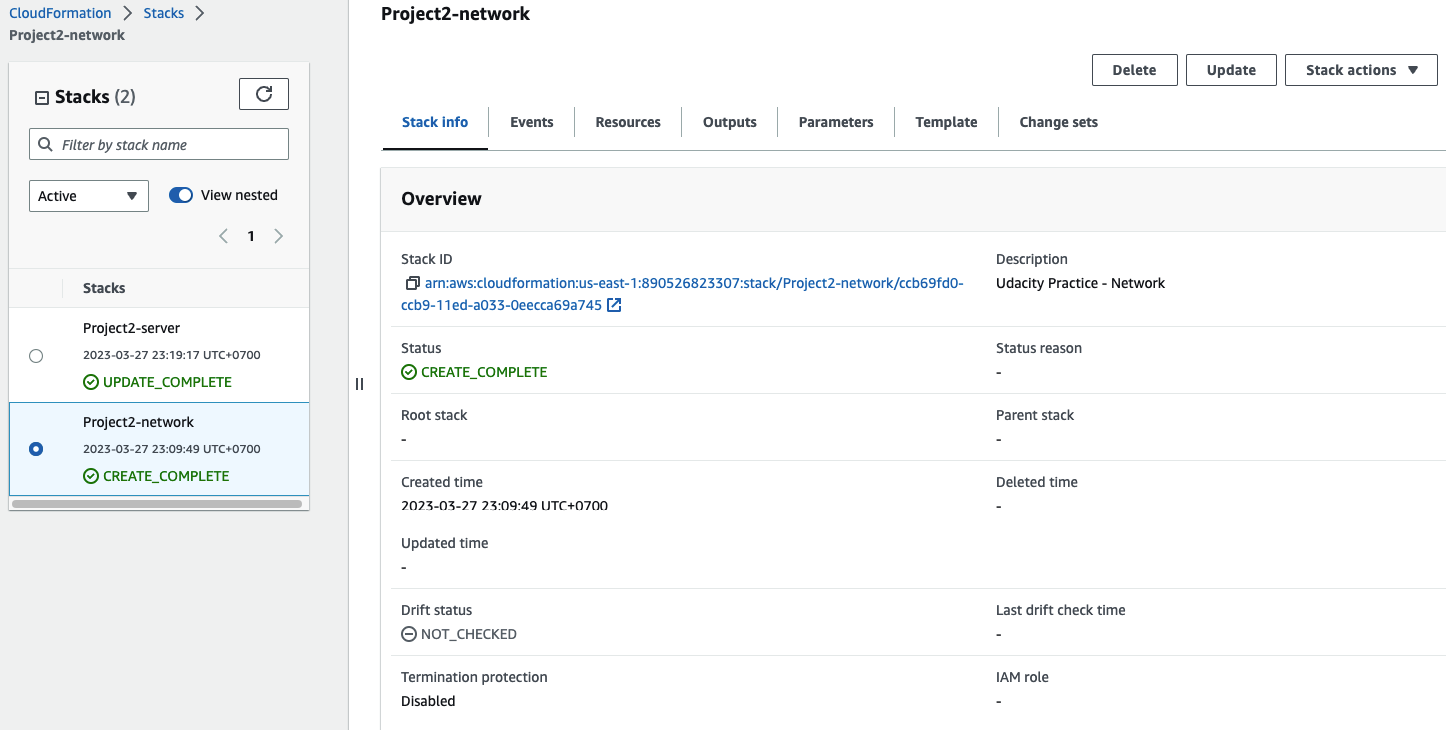 CloudFormation > Stacks >
Project2-network
Stacks (2)
Filter by stack name
Active
View nested
1
Stacks
Project2-server
2023-03-27 23:19:17 UTC+0700
UPDATE_COMPLETE
Project2-network
2023-03-27 23:09:49 UTC+0700
CREATE_COMPLETE
Project2-network
Delete
Update
Stack actions
Stack info
Events
Resources
Outputs
Parameters
Template
Change sets
Overview
Stack ID
arn:aws:cloudformation:us-east-1:890526823307:stack/Project2-network/ccb69fd0-
ccb9-11ed-a033-0eecca69a745
Description
Udacity Practice - Network
Status
CREATE_COMPLETE
Status reason
-
Root stack
-
Parent stack
-
Created time
2023-03-27 23:09:49 UTC+0700
Deleted time
-
Updated time
-
Drift status
NOT_CHECKED
Last drift check time
-
Termination protection
Disabled
IAM role
-